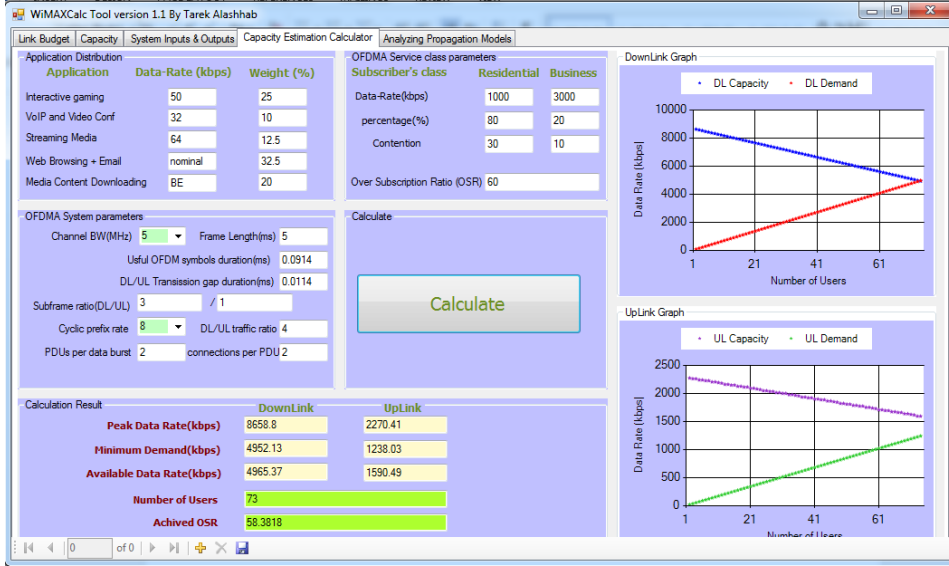 WiMAXCalc Tool version 1.1 By Tarek Alashhab
Link Budget Capacity System Inputs & Outputs Capacity Estimation Calculator Analyzing Propagation Models
Application Distribution
Application Data-Rate (kbps) Weight (%)
Interactive gaming 50 25
VoIP and Video Conf 32 10
Streaming Media 64 12.5
Web Browsing + Email nominal 32.5
Media Content Downloading BE 20
OFDMA Service class parameters
Subscriber's class Residential Business
Data-Rate(kbps) 1000 3000
percentage(%) 80 20
Contention 30 10
Over Subscription Ratio (OSR) 60
OFDMA System parameters
Channel BW(MHz) 5 Frame Length(ms) 5
Usful OFDM symbols duration(ms) 0.0914
DL/UL Transission gap duration(ms) 0.0114
Subframe ratio(DL/UL) 3 / 1
Cyclic prefix rate 8 DL/UL traffic ratio 4
PDUs per data burst 2 connections per PDU 2
Calculate
Calculate
Calculation Result
DownLink UpLink
Peak Data Rate(kbps) 8658.8 2270.41
Minimum Demand(kbps) 4952.13 1238.03
Available Data Rate(kbps) 4965.37 1590.49
Number of Users 73
Achived OSR 58.3818
0 of 0
DownLink Graph
DL Capacity DL Demand
10000
8000
6000
4000
2000
0
Data Rate [kbps]
1 21 41 61
Number of Users
UpLink Graph
UL Capacity UL Demand
2500
2000
1500
1000
500
0
Data Rate [kbps]
1 21 41 61
Number of Users